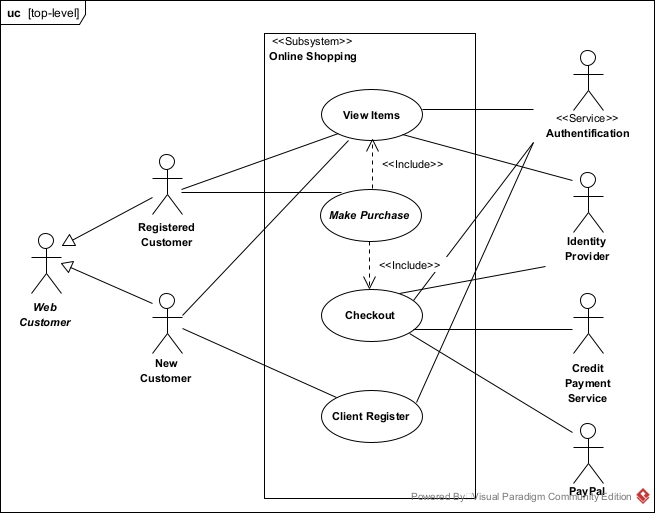 uc [top-level]
<<Subsystem>>
Online Shopping
View Items
<<Include>>
Make Purchase
<<Include>>
Checkout
Client Register
Registered
Customer
Web
Customer
New
Customer
<<Service>>
Authentification
Identity
Provider
Credit
Payment
Service
PayPal
Powered By Visual Paradigm Community Edition